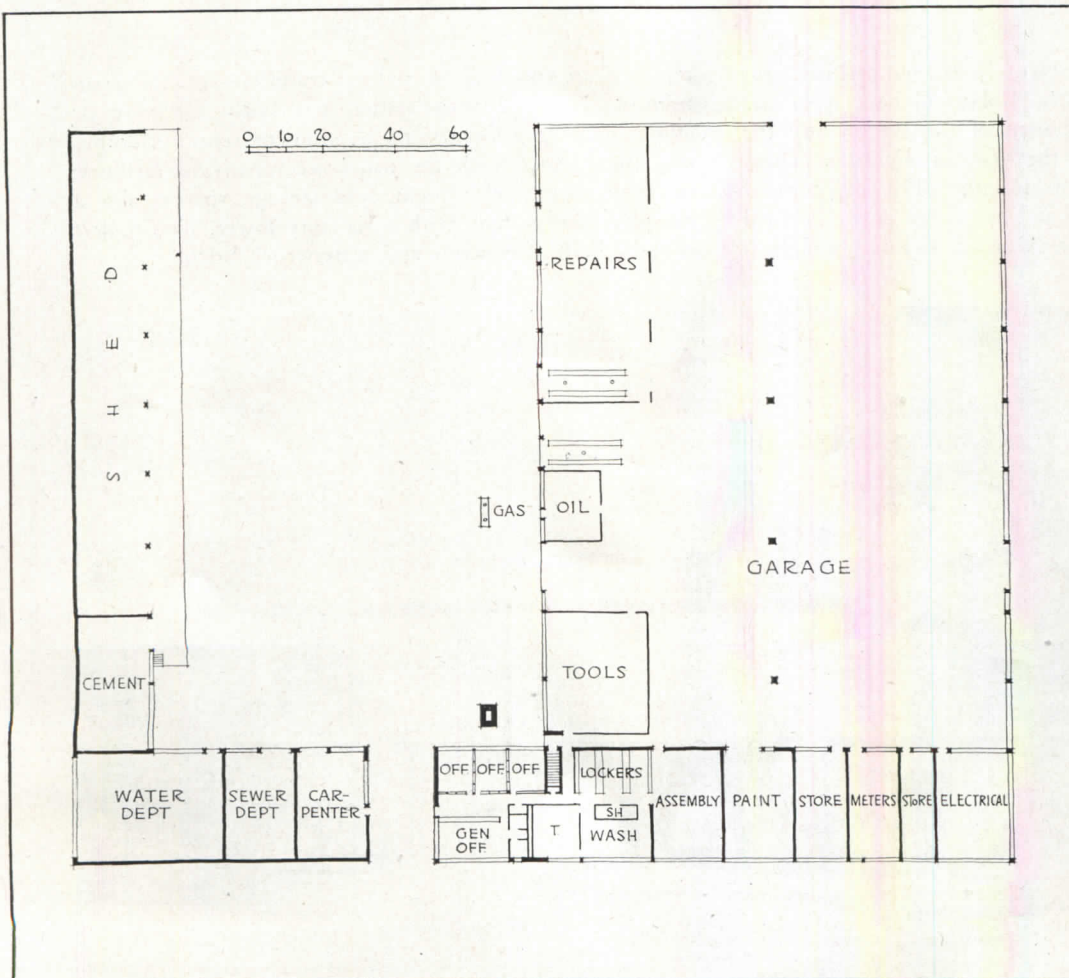 0 10 20 40 60
SHED
REPAIRS
GAS
OIL
GARAGE
TOOLS
CEMENT
OFF OFF OFF
LOCKERS
WATER
DEPT
SEWER
DEPT
CAR-
PENTER
GEN
OFF
T
SH
WASH
ASSEMBLY
PAINT
STORE
METERS
STORE
ELECTRICAL